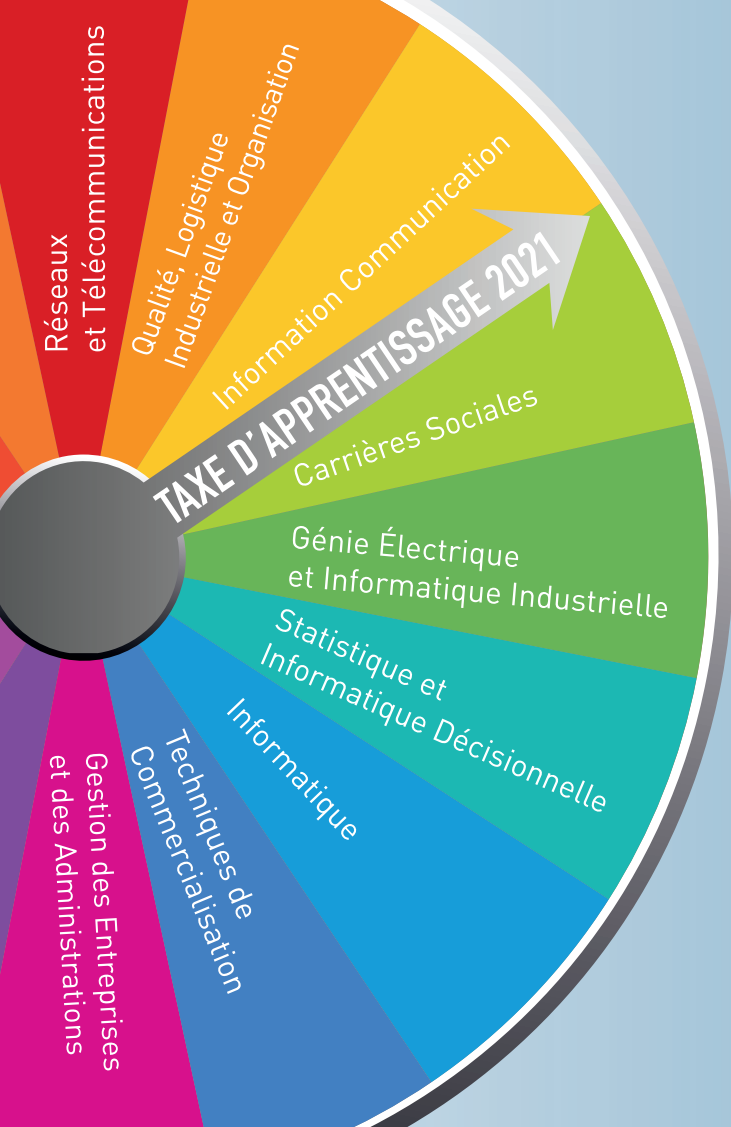 Réseaux
et Télécommunications
Qualité, Logistique
Industrielle et Organisation
Information Communication
TAXE D'APPRENTISSAGE 2021
Carrières Sociales
Génie Électrique
et Informatique Industrielle
Statistique et
Informatique Décisionnelle
Informatique
Techniques de
Commercialisation
Gestion des Entreprises
et des Administrations